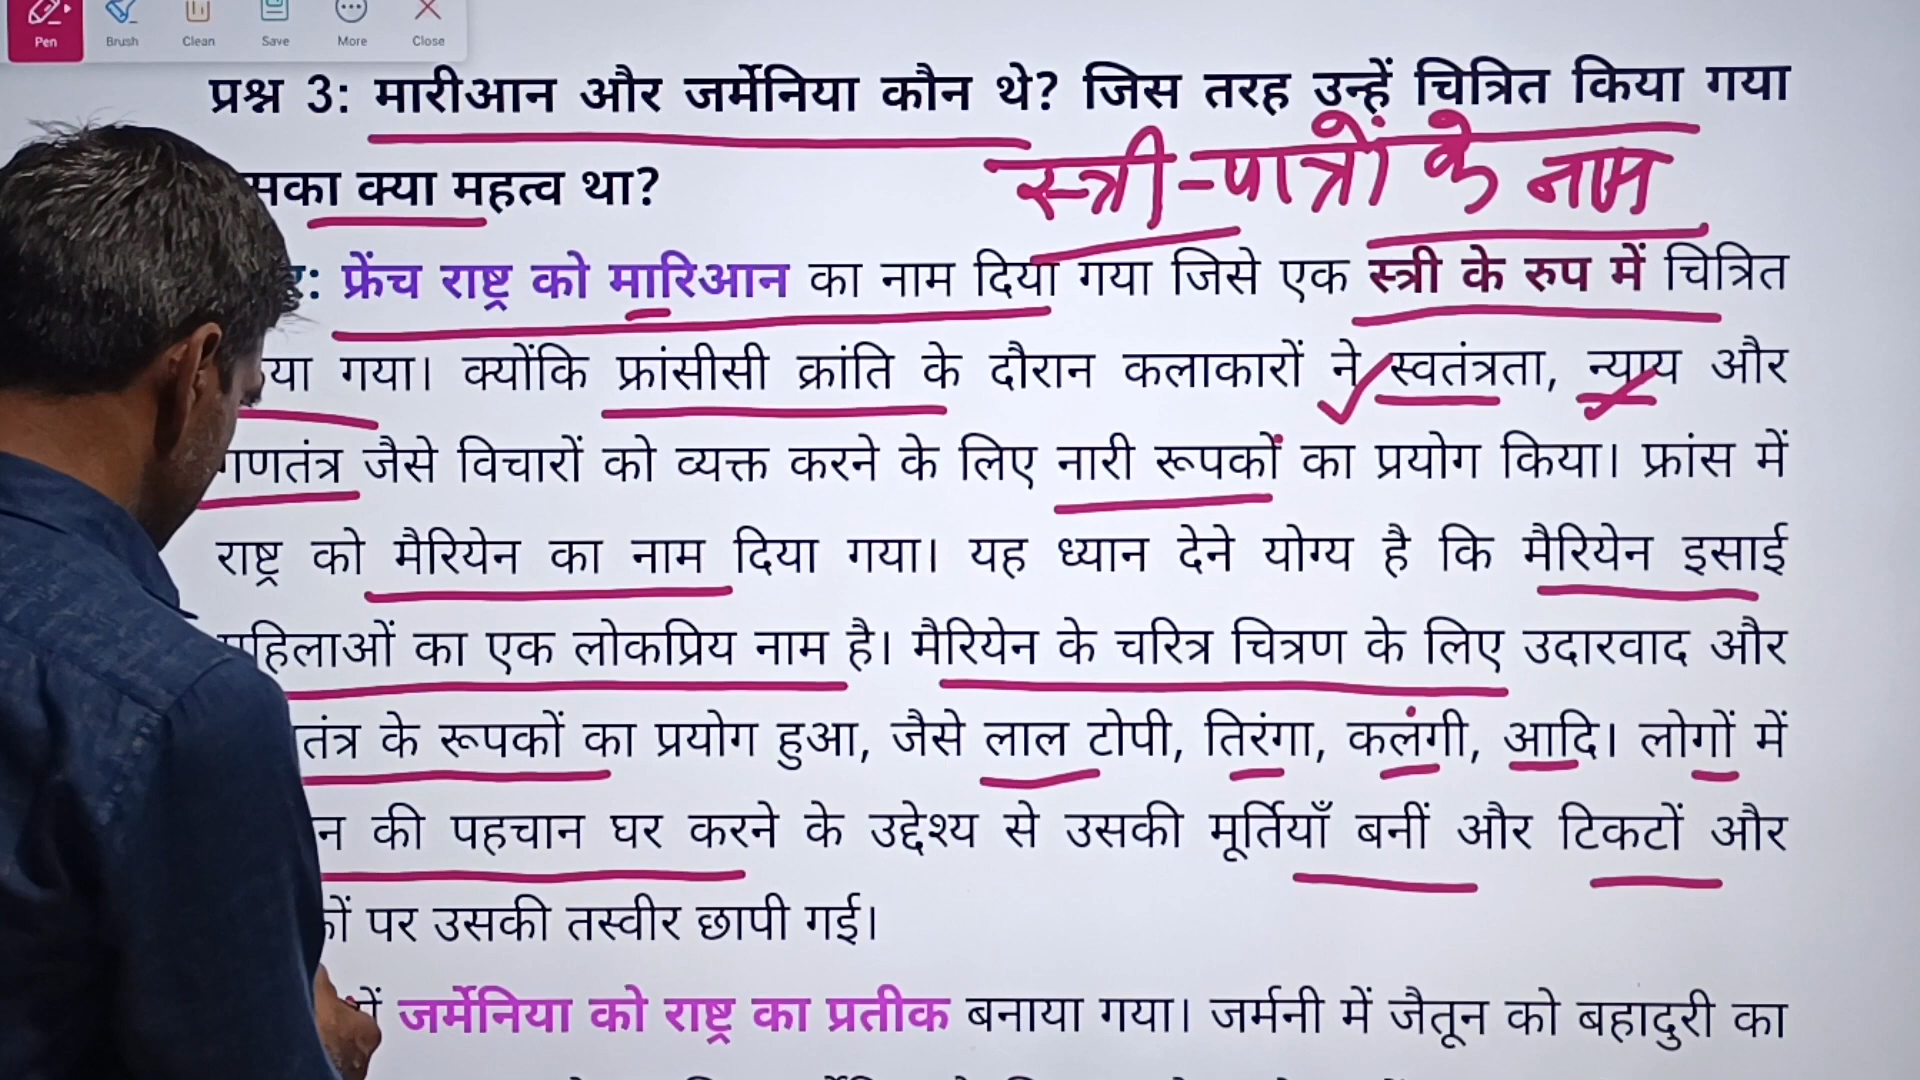 Pen Brush Clean Save More Close
प्रश्न 3: मारीआन और जर्मेनिया कौन थे? जिस तरह उन्हें चित्रित किया गया
क्या महत्व था?
स्त्री-पात्रों के नाम
फ्रेंच राष्ट्र को मारिआन का नाम दिया गया जिसे एक स्त्री के रुप में चित्रित
गया। क्योंकि फ्रांसीसी क्रांति के दौरान कलाकारों ने स्वतंत्रता, न्याय और
गणतंत्र जैसे विचारों को व्यक्त करने के लिए नारी रूपकों का प्रयोग किया। फ्रांस में
राष्ट्र को मैरियेन का नाम दिया गया। यह ध्यान देने योग्य है कि मैरियेन इसाई
महिलाओं का एक लोकप्रिय नाम है। मैरियेन के चरित्र चित्रण के लिए उदारवाद और
के रूपकों का प्रयोग हुआ, जैसे लाल टोपी, तिरंगा, कलंगी, आदि। लोगों में
की पहचान घर करने के उद्देश्य से उसकी मूर्तियाँ बनीं और टिकटों और
पर उसकी तस्वीर छापी गई।
में जर्मेनिया को राष्ट्र का प्रतीक बनाया गया। जर्मनी में जैतून को बहादुरी का